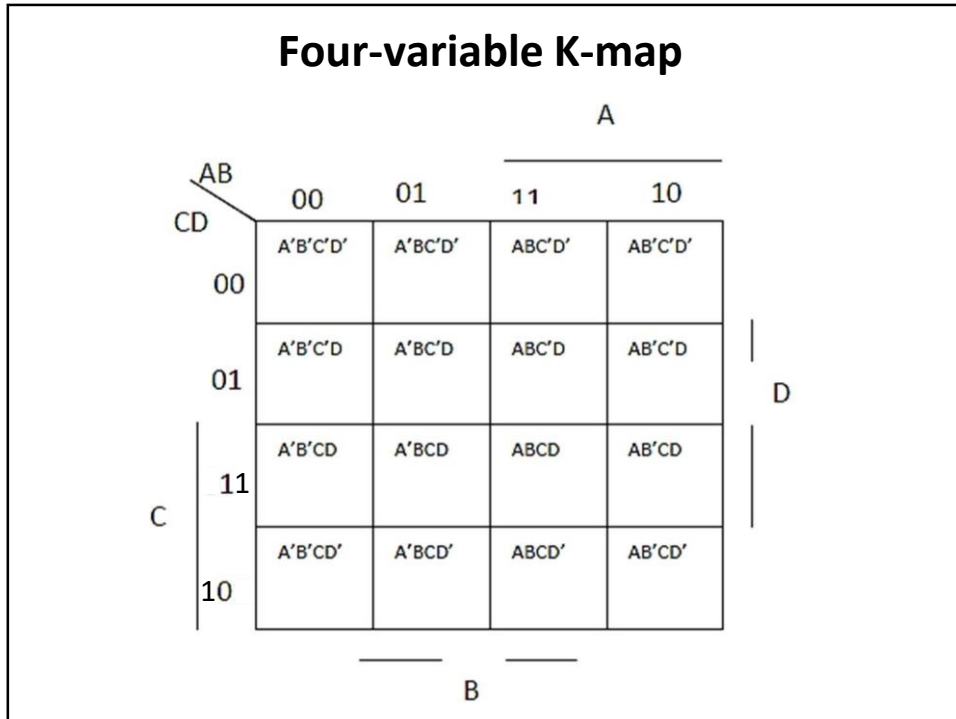 Four-variable K-map
A
AB
00 01 11 10
CD
A'B'C'D' A'BC'D' ABC'D' AB'C'D'
00
A'B'C'D A'BC'D ABC'D AB'C'D
01
D
A'B'CD A'BCD ABCD AB'CD
11
C
A'B'CD' A'BCD' ABCD' AB'CD'
10
B